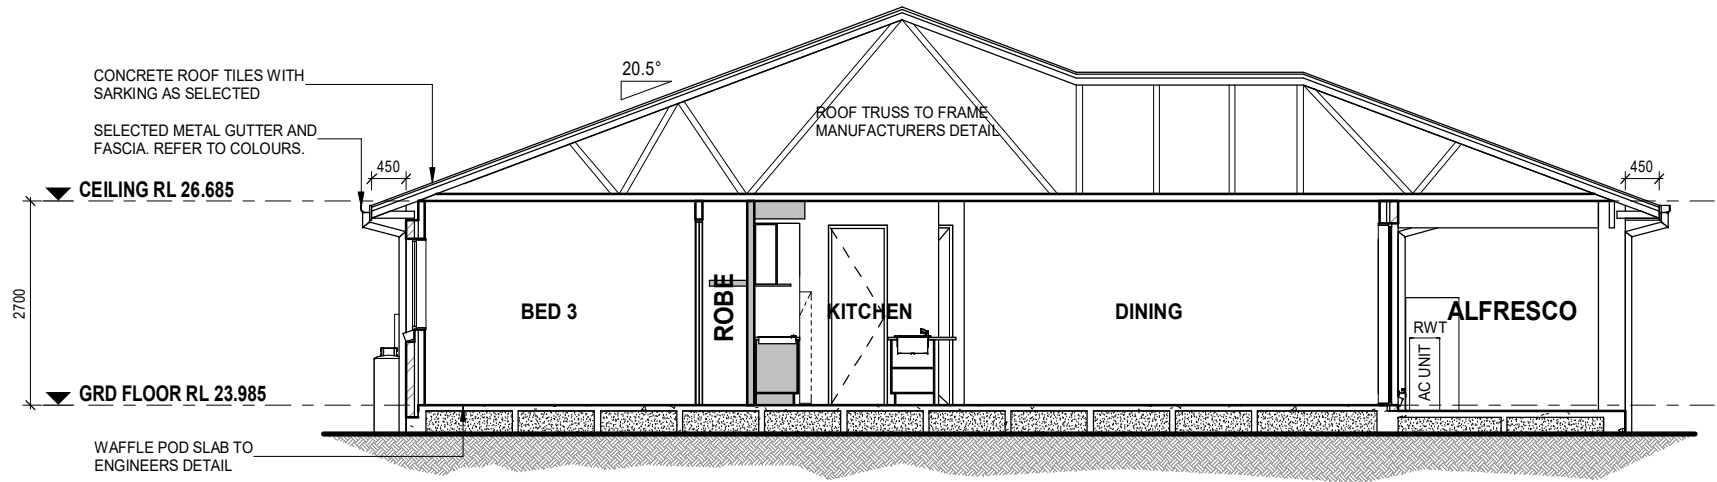 CONCRETE ROOF TILES WITH
SARKING AS SELECTED
SELECTED METAL GUTTER AND
FASCIA. REFER TO COLOURS.
20.5°
ROOF TRUSS TO FRAME
MANUFACTURERS DETAIL
450
450
CEILING RL 26.685
2700
BED 3
ROBE
KITCHEN
DINING
ALFRESCO
RWT
AC UNIT
GRD FLOOR RL 23.985
WAFFLE POD SLAB TO
ENGINEERS DETAIL